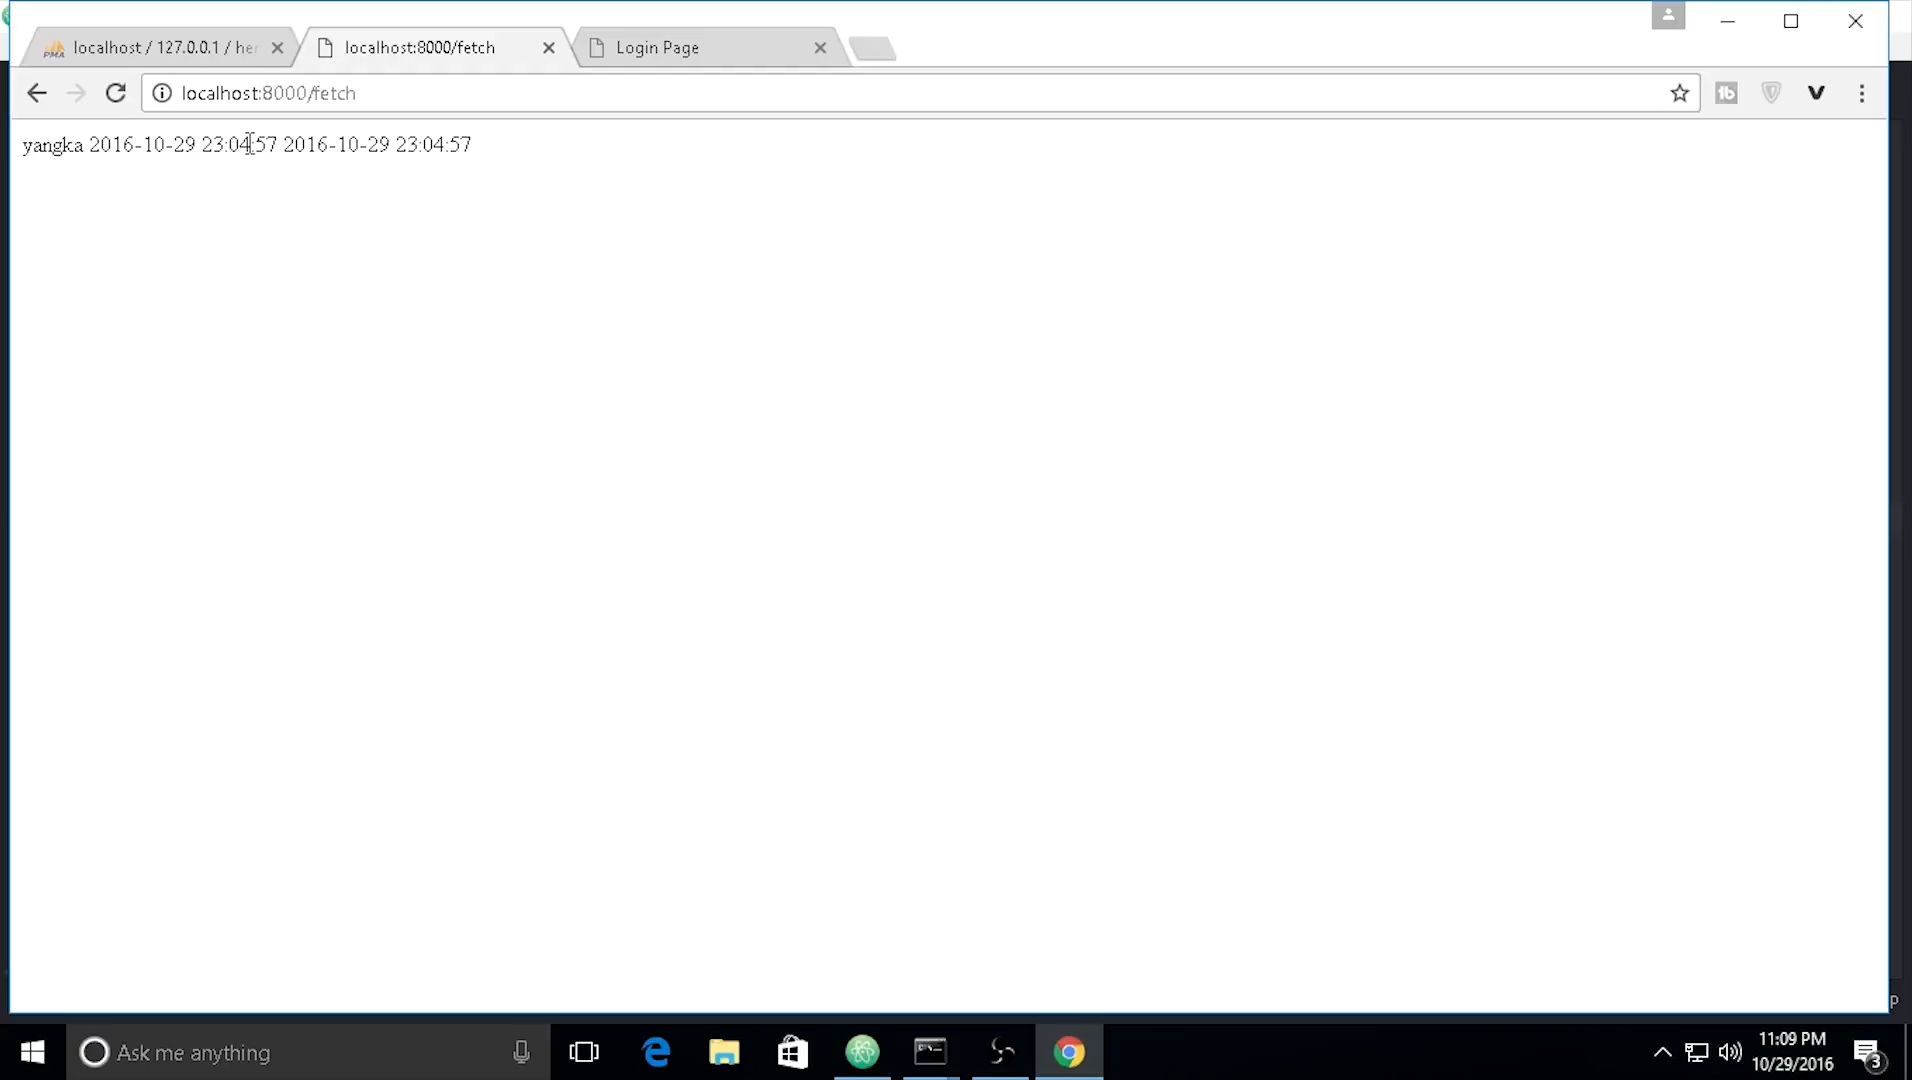 localhost / 127.0.0.1 / her
localhost:8000/fetch
Login Page
localhost:8000/fetch
yangka 2016-10-29 23:04:57 2016-10-29 23:04:57
Ask me anything
11:09 PM
10/29/2016
3